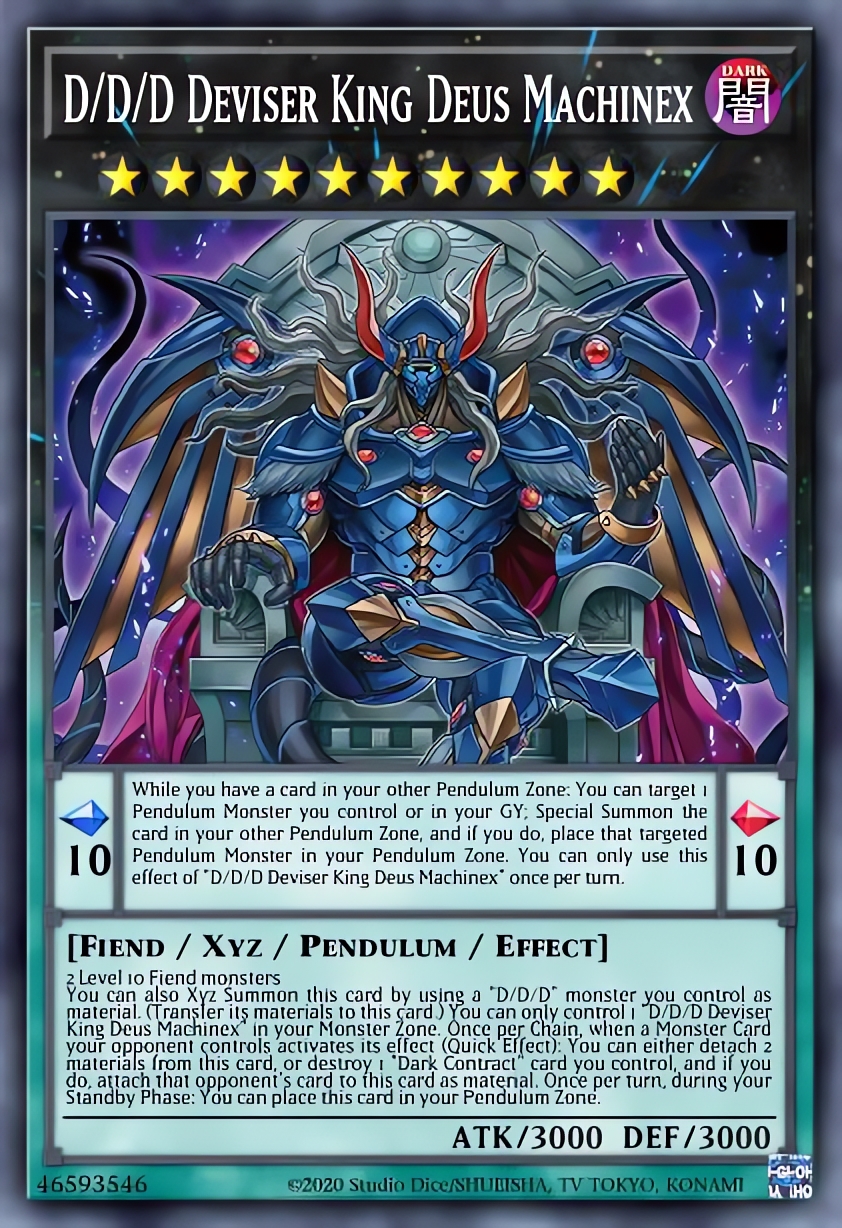 D/D/D DEVISER KING DEUS MACHINEX
DARK
闇
While you have a card in your other Pendulum Zone: You can target 1
Pendulum Monster you control or in your GY; Special Summon the
card in your other Pendulum Zone, and if you do, place that targeted
Pendulum Monster in your Pendulum Zone. You can only use this
effect of "D/D/D Deviser King Deus Machinex" once per turn.
10
10
[FIEND / XYZ / PENDULUM / EFFECT]
2 Level 10 Fiend monsters
You can also Xyz Summon this card by using a "D/D/D" monster you control as
material. (Transfer its materials to this card.) You can only control 1 "D/D/D Deviser
King Deus Machinex" in your Monster Zone. Once per Chain, when a Monster Card
your opponent controls activates its effect (Quick Effect): You can either detach 2
materials from this card, or destroy 1 "Dark Contract" card you control, and if you
do, attach that opponent's card to this card as material. Once per turn, during your
Standby Phase: You can place this card in your Pendulum Zone.
ATK/3000 DEF/3000
46593546
©2020 Studio Dice/SHUEISHA, TV TOKYO, KONAMI